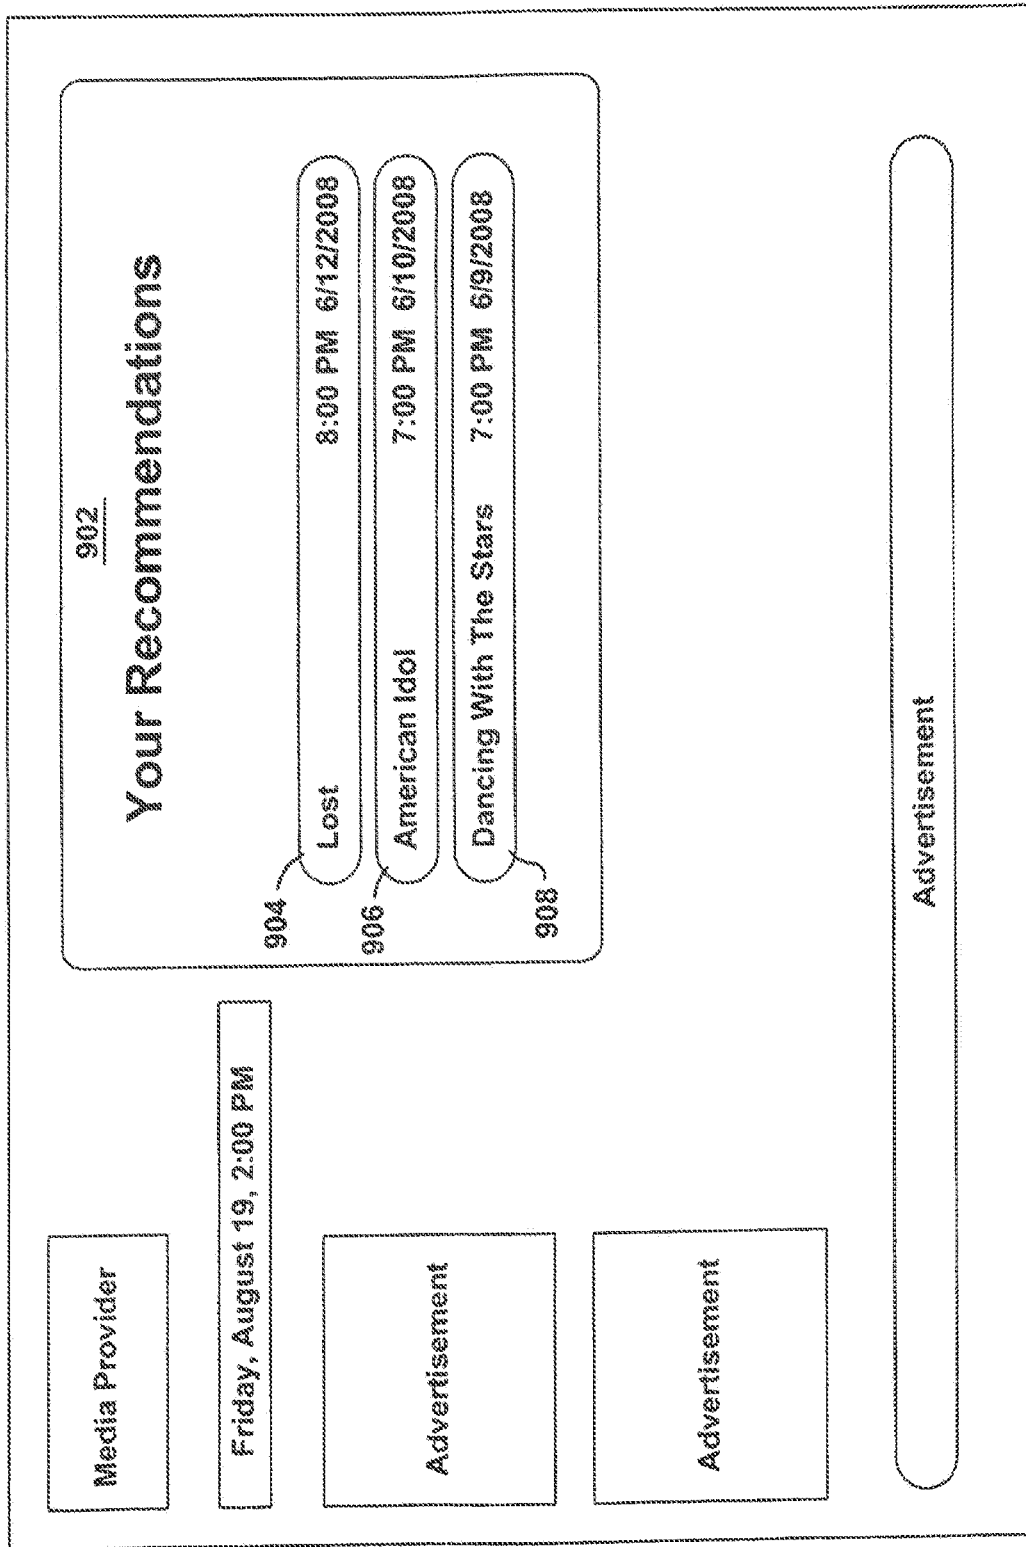 Media Provider
Friday, August 19, 2:00 PM
Advertisement
Advertisement
902
Your Recommendations
904
Lost 8:00 PM 6/12/2008
906
American Idol 7:00 PM 6/10/2008
Dancing With The Stars 7:00 PM 6/9/2008
908
Advertisement